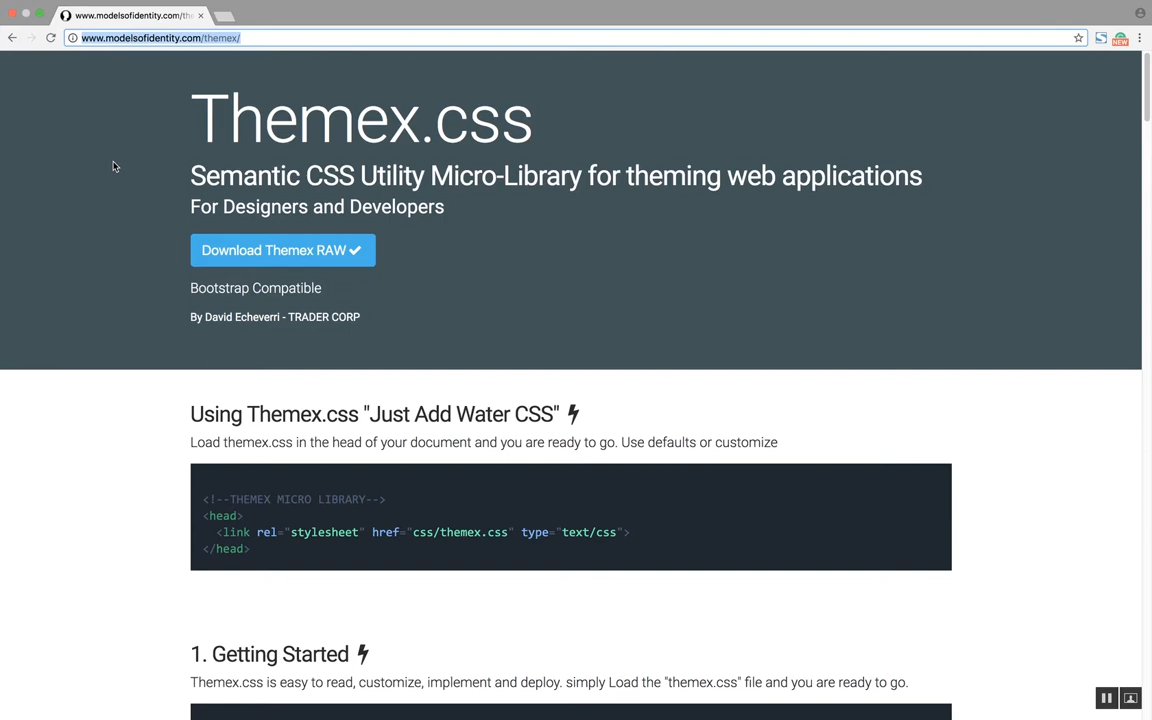 www.modelsofidentity.com/the
www.modelsofidentity.com/themex/
NEW
Themex.css
Semantic CSS Utility Micro-Library for theming web applications
For Designers and Developers
Download Themex RAW
Bootstrap Compatible
By David Echeverri - TRADER CORP
Using Themex.css "Just Add Water CSS"
Load themex.css in the head of your document and you are ready to go. Use defaults or customize
<!--THEMEX MICRO LIBRARY-->
<head>
<link rel="stylesheet" href="css/themex.css" type="text/css">
</head>
1. Getting Started
Themex.css is easy to read, customize, implement and deploy. simply Load the "themex.css" file and you are ready to go.